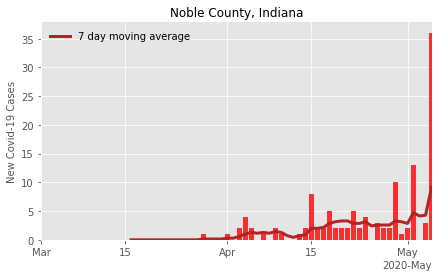 Noble County, Indiana
7 day moving average
New Covid-19 Cases
35
30
25
20
15
10
5
0
Mar
15
Apr
15
May
2020-May